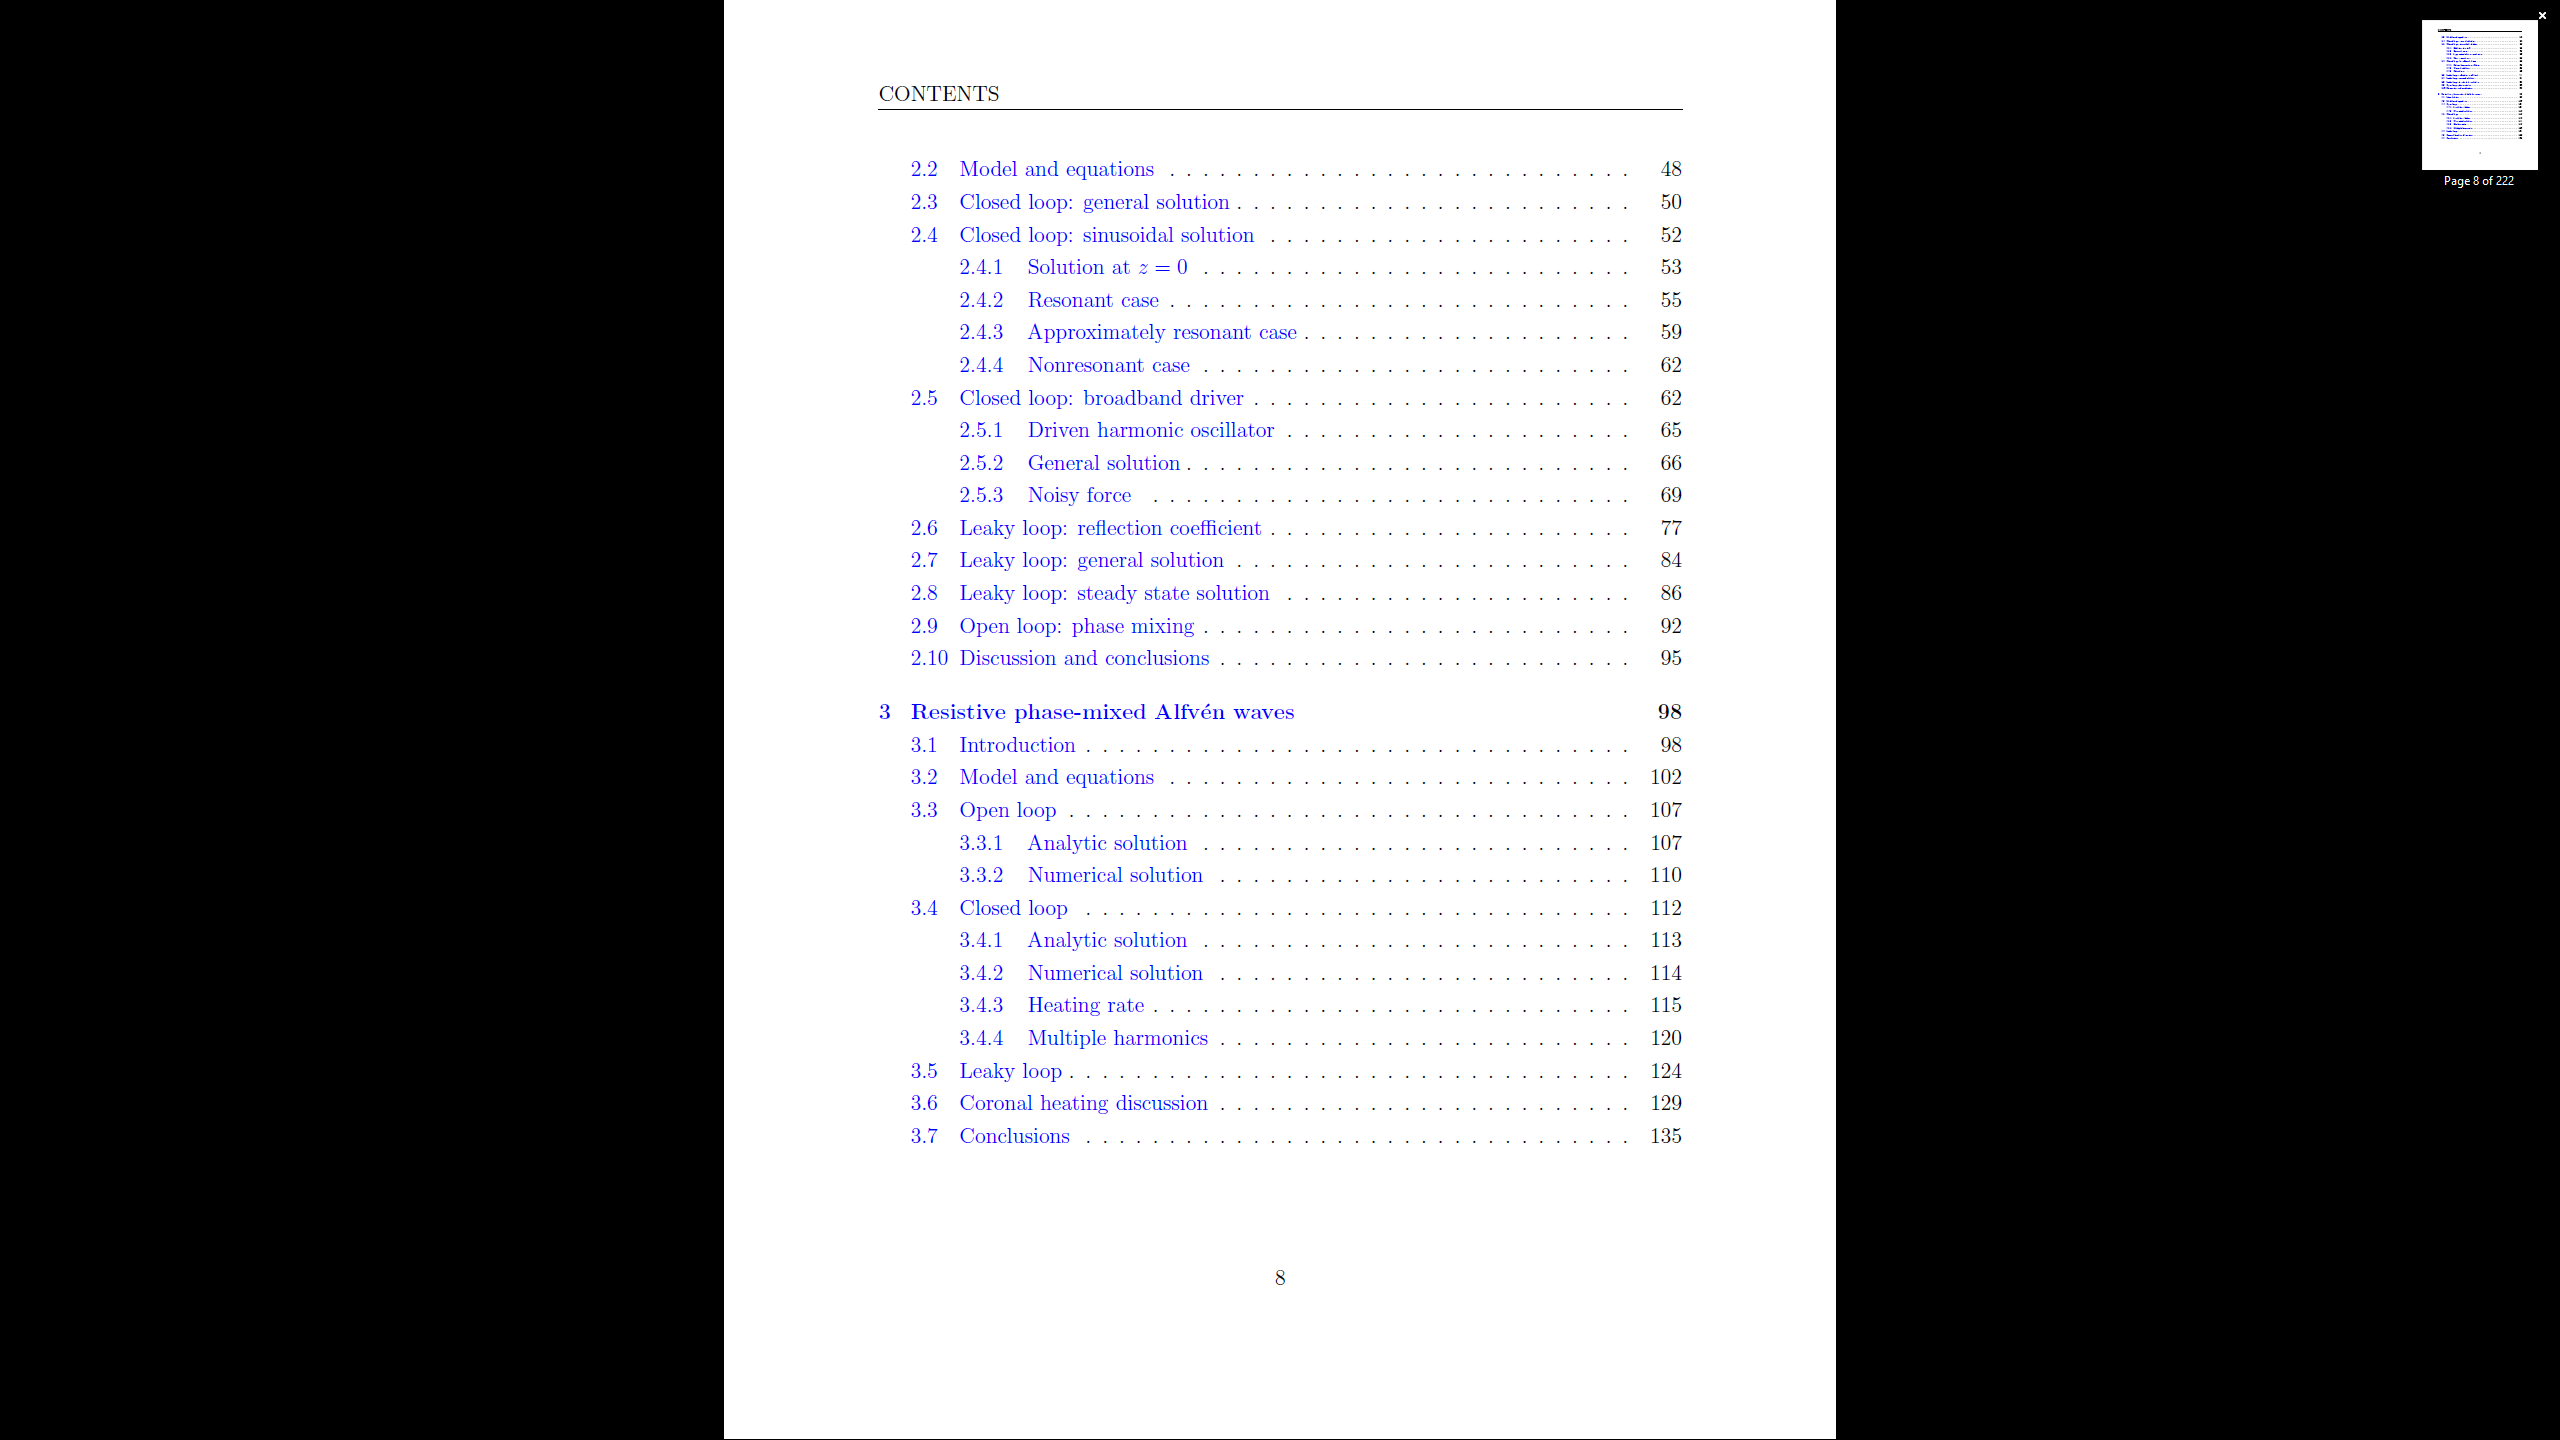 CONTENTS
2.2 Model and equations . . . . . . . . . . . . . . . . . . . . . . . . . . . . 48
2.3 Closed loop: general solution . . . . . . . . . . . . . . . . . . . . . . . . 50
2.4 Closed loop: sinusoidal solution . . . . . . . . . . . . . . . . . . . . . . 52
2.4.1 Solution at z = 0 . . . . . . . . . . . . . . . . . . . . . . . . . . 53
2.4.2 Resonant case . . . . . . . . . . . . . . . . . . . . . . . . . . . . 55
2.4.3 Approximately resonant case . . . . . . . . . . . . . . . . . . . . 59
2.4.4 Nonresonant case . . . . . . . . . . . . . . . . . . . . . . . . . . 62
2.5 Closed loop: broadband driver . . . . . . . . . . . . . . . . . . . . . . . 62
2.5.1 Driven harmonic oscillator . . . . . . . . . . . . . . . . . . . . . 65
2.5.2 General solution . . . . . . . . . . . . . . . . . . . . . . . . . . . 66
2.5.3 Noisy force . . . . . . . . . . . . . . . . . . . . . . . . . . . . . 69
2.6 Leaky loop: reflection coefficient . . . . . . . . . . . . . . . . . . . . . . 77
2.7 Leaky loop: general solution . . . . . . . . . . . . . . . . . . . . . . . . 84
2.8 Leaky loop: steady state solution . . . . . . . . . . . . . . . . . . . . . 86
2.9 Open loop: phase mixing . . . . . . . . . . . . . . . . . . . . . . . . . . 92
2.10 Discussion and conclusions . . . . . . . . . . . . . . . . . . . . . . . . . 95
3 Resistive phase-mixed Alfvén waves 98
3.1 Introduction . . . . . . . . . . . . . . . . . . . . . . . . . . . . . . . . . 98
3.2 Model and equations . . . . . . . . . . . . . . . . . . . . . . . . . . . . 102
3.3 Open loop . . . . . . . . . . . . . . . . . . . . . . . . . . . . . . . . . . 107
3.3.1 Analytic solution . . . . . . . . . . . . . . . . . . . . . . . . . . 107
3.3.2 Numerical solution . . . . . . . . . . . . . . . . . . . . . . . . . 110
3.4 Closed loop . . . . . . . . . . . . . . . . . . . . . . . . . . . . . . . . . 112
3.4.1 Analytic solution . . . . . . . . . . . . . . . . . . . . . . . . . . 113
3.4.2 Numerical solution . . . . . . . . . . . . . . . . . . . . . . . . . 114
3.4.3 Heating rate . . . . . . . . . . . . . . . . . . . . . . . . . . . . . 115
3.4.4 Multiple harmonics . . . . . . . . . . . . . . . . . . . . . . . . . 120
3.5 Leaky loop . . . . . . . . . . . . . . . . . . . . . . . . . . . . . . . . . . 124
3.6 Coronal heating discussion . . . . . . . . . . . . . . . . . . . . . . . . . 129
3.7 Conclusions . . . . . . . . . . . . . . . . . . . . . . . . . . . . . . . . . 135
8
Page 8 of 222